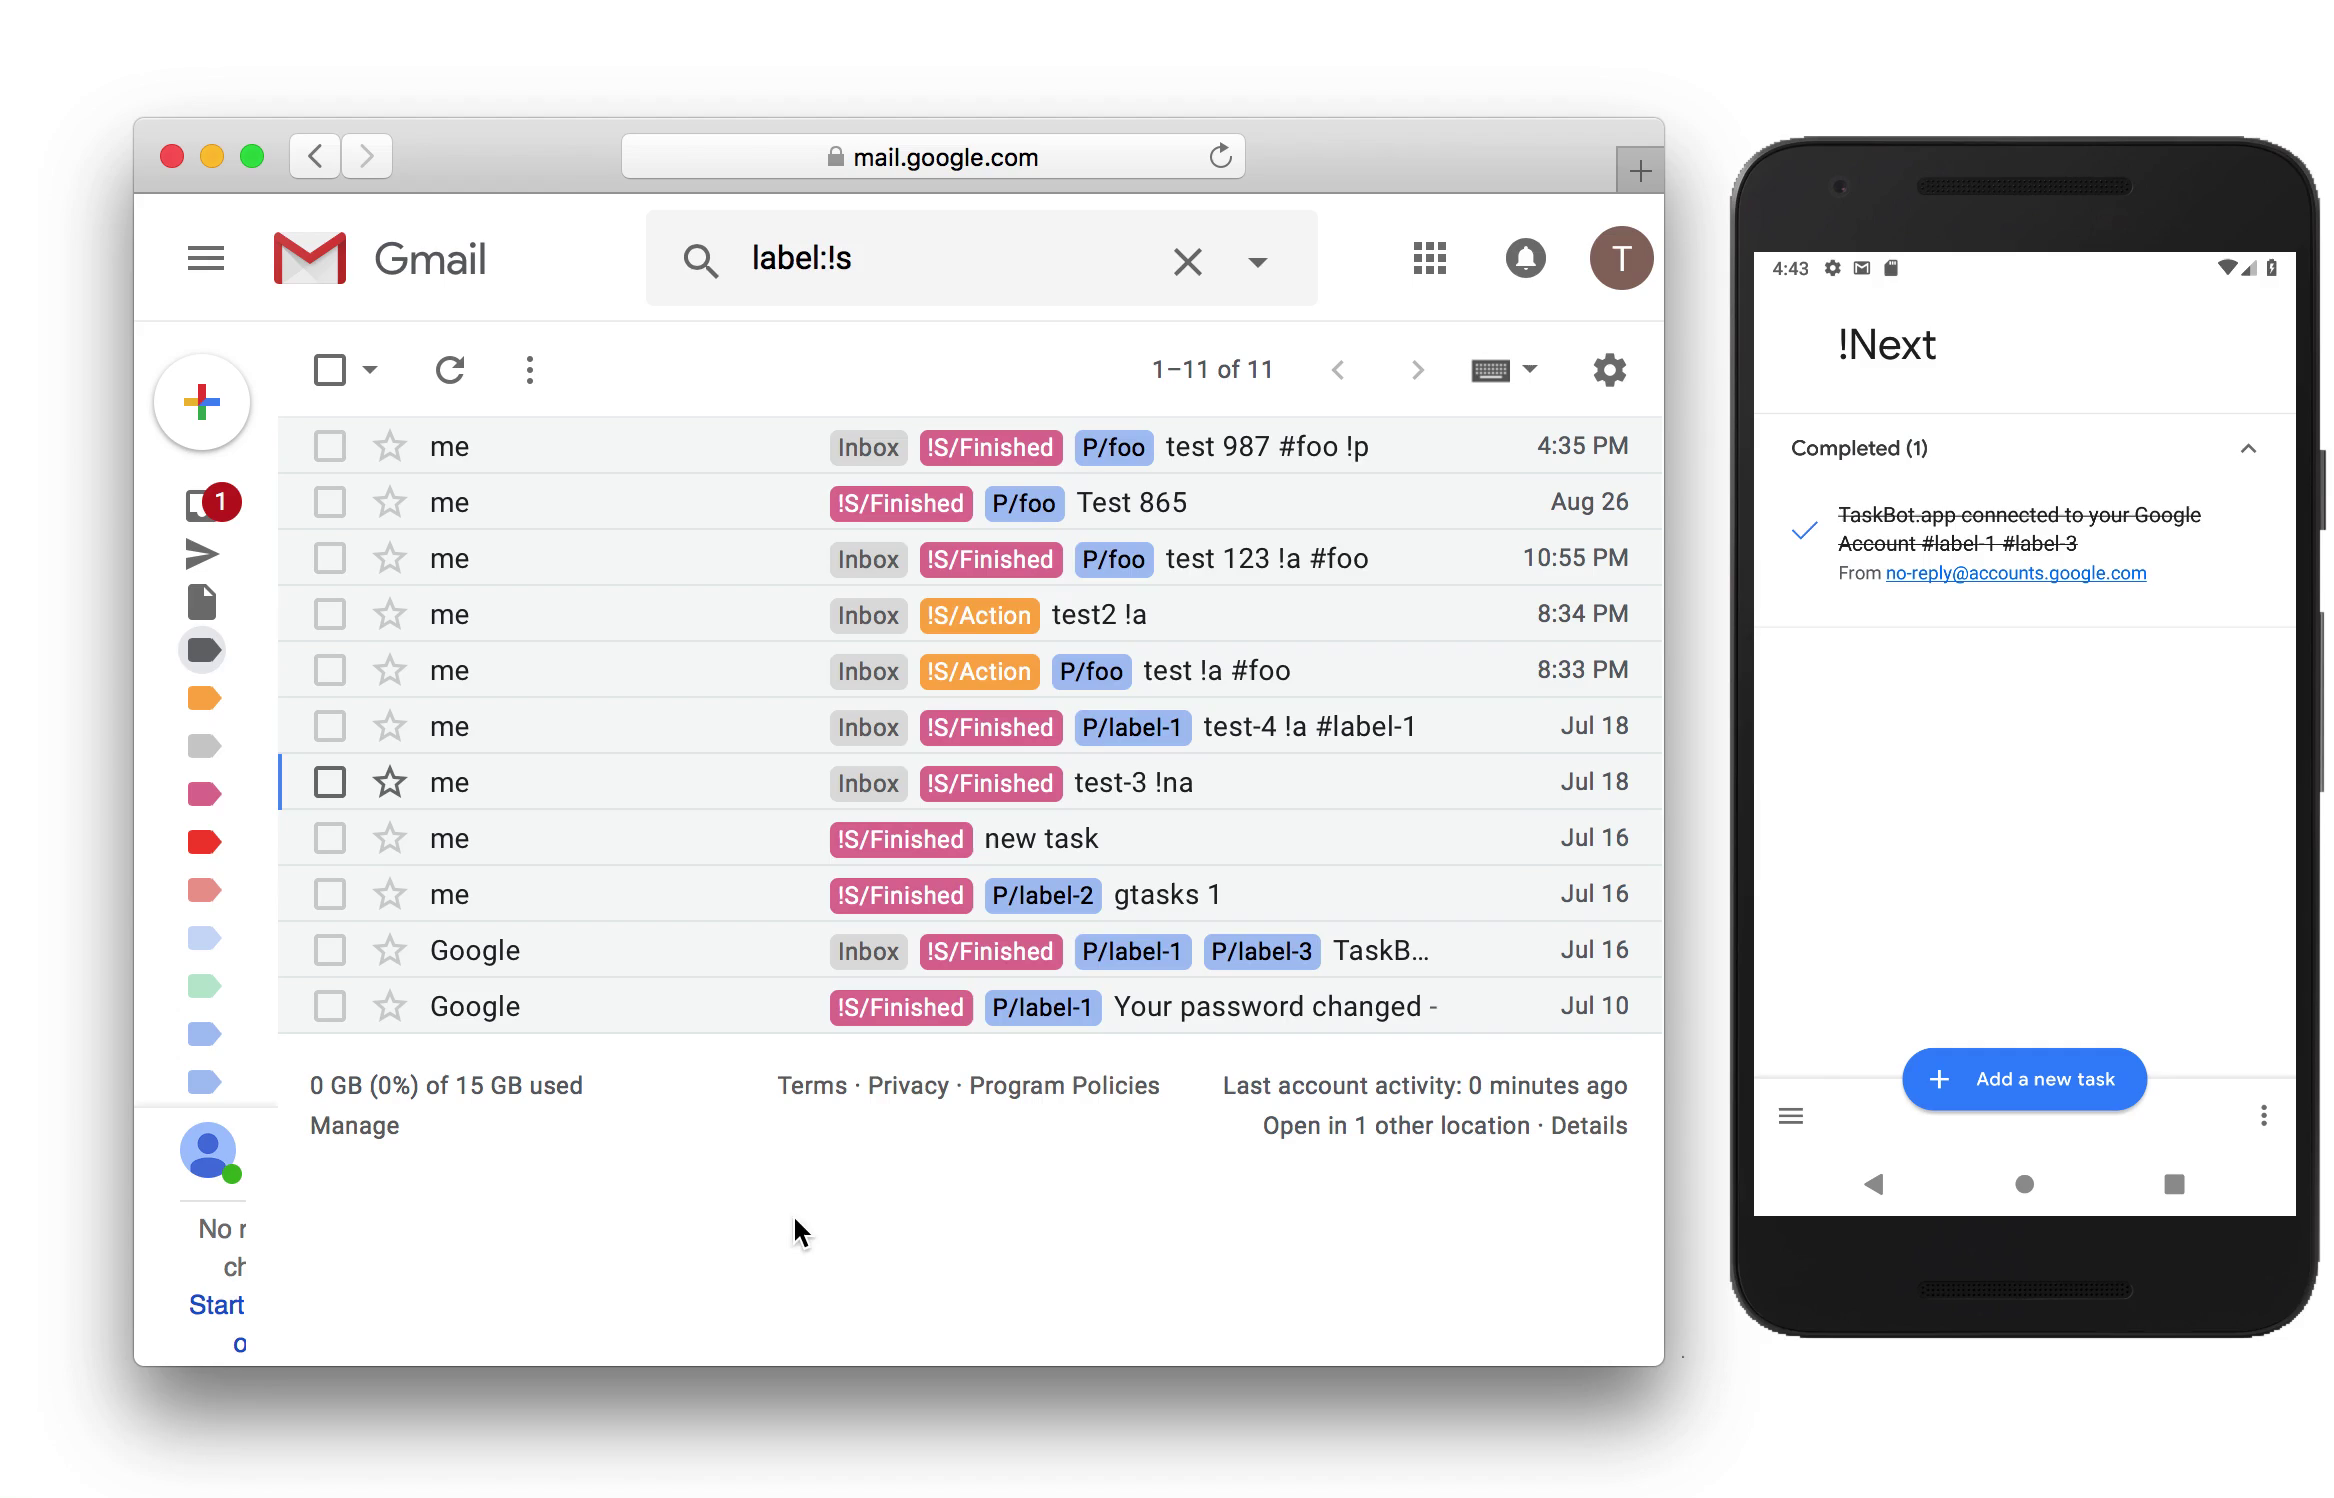 mail.google.com
Gmail
label:!s
T
1–11 of 11
1
me Inbox !S/Finished P/foo test 987 #foo !p 4:35 PM
me !S/Finished P/foo Test 865 Aug 26
me Inbox !S/Finished P/foo test 123 !a #foo 10:55 PM
me Inbox !S/Action test2 !a 8:34 PM
me Inbox !S/Action P/foo test !a #foo 8:33 PM
me Inbox !S/Finished P/label-1 test-4 !a #label-1 Jul 18
me Inbox !S/Finished test-3 !na Jul 18
me !S/Finished new task Jul 16
me !S/Finished P/label-2 gtasks 1 Jul 16
Google Inbox !S/Finished P/label-1 P/label-3 TaskB... Jul 16
Google !S/Finished P/label-1 Your password changed - Jul 10
0 GB (0%) of 15 GB used
Manage
Terms · Privacy · Program Policies
Last account activity: 0 minutes ago
Open in 1 other location · Details
No r
ch
Start
o
4:43
!Next
Completed (1)
TaskBot.app connected to your Google
Account #label-1 #label-3
From no-reply@accounts.google.com
Add a new task